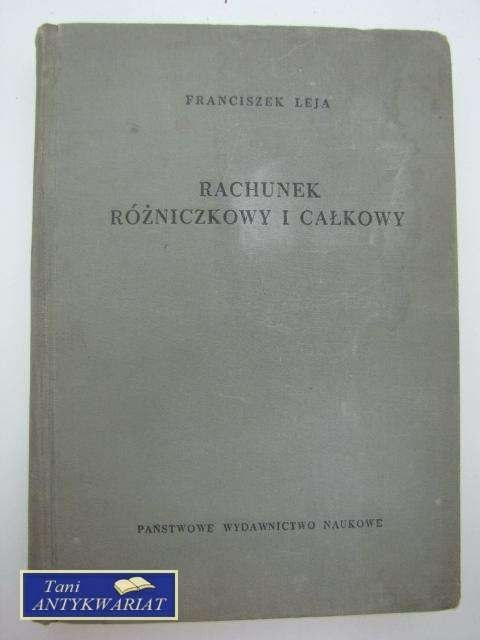 FRANCISZEK LEJA
RACHUNEK
RÓŻNICZKOWY I CAŁKOWY
PAŃSTWOWE WYDAWNICTWO NAUKOWE
Tani
ANTYKWARIAT